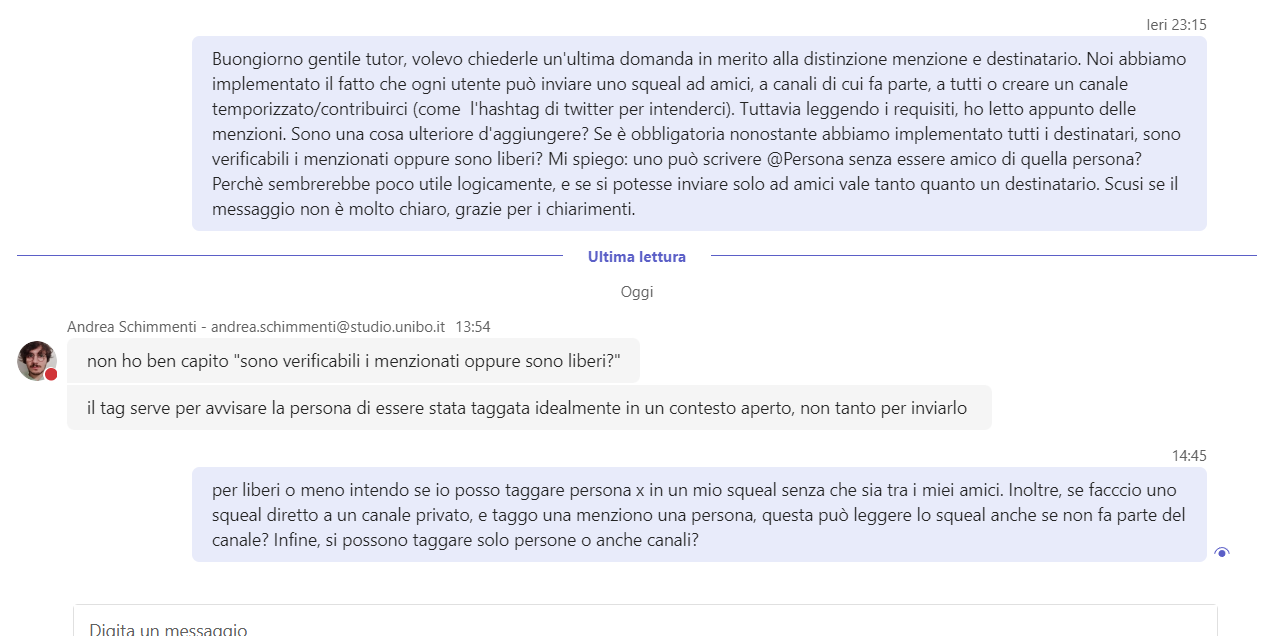 Ieri 23:15
Buongiorno gentile tutor, volevo chiederle un'ultima domanda in merito alla distinzione menzione e destinatario. Noi abbiamo
implementato il fatto che ogni utente può inviare uno squeal ad amici, a canali di cui fa parte, a tutti o creare un canale
temporizzato/contribuirci (come  l'hashtag di twitter per intenderci). Tuttavia leggendo i requisiti, ho letto appunto delle
menzioni. Sono una cosa ulteriore d'aggiungere? Se è obbligatoria nonostante abbiamo implementato tutti i destinatari, sono
verificabili i menzionati oppure sono liberi? Mi spiego: uno può scrivere @Persona senza essere amico di quella persona?
Perchè sembrerebbe poco utile logicamente, e se si potesse inviare solo ad amici vale tanto quanto un destinatario. Scusi se il
messaggio non è molto chiaro, grazie per i chiarimenti.
Ultima lettura
Oggi
Andrea Schimmenti - andrea.schimmenti@studio.unibo.it 13:54
non ho ben capito "sono verificabili i menzionati oppure sono liberi?"
il tag serve per avvisare la persona di essere stata taggata idealmente in un contesto aperto, non tanto per inviarlo
14:45
per liberi o meno intendo se io posso taggare persona x in un mio squeal senza che sia tra i miei amici. Inoltre, se facccio uno
squeal diretto a un canale privato, e taggo una menziono una persona, questa può leggere lo squeal anche se non fa parte del
canale? Infine, si possono taggare solo persone o anche canali?
Digita un messaggio